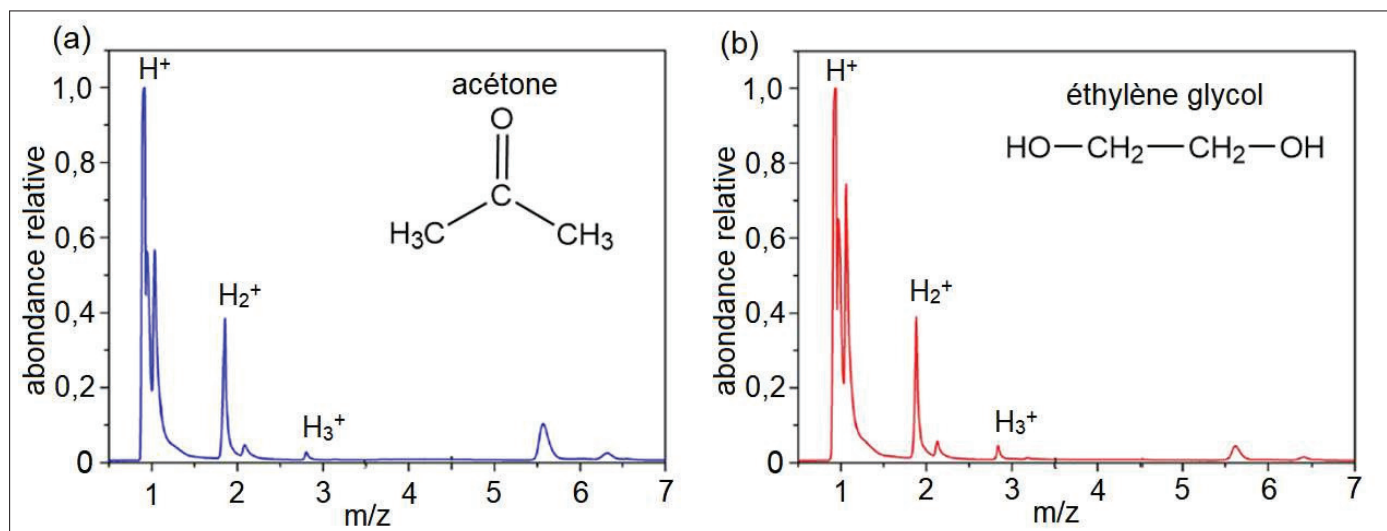 (a)
abondance relative
1,0
0,8
0,6
0,4
0,2
0
H⁺
H₂⁺
H₃⁺
acétone
O
C
H₃C
CH₃
1 2 3 4 5 6 7
m/z
(b)
abondance relative
1,0
0,8
0,6
0,4
0,2
0
H⁺
H₂⁺
H₃⁺
éthylène glycol
HO—CH₂—CH₂—OH
1 2 3 4 5 6 7
m/z